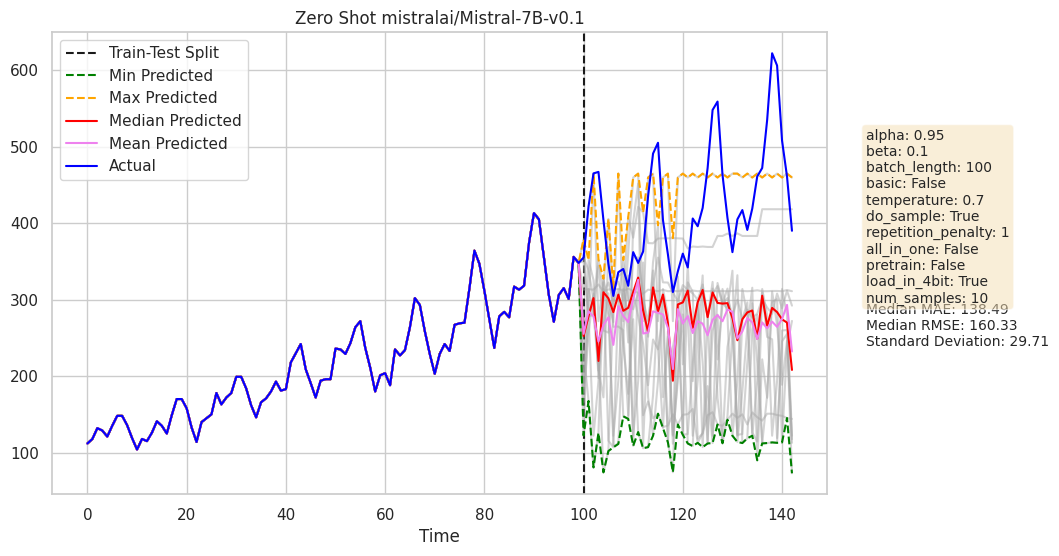 Zero Shot mistralai/Mistral-7B-v0.1
Train-Test Split
Min Predicted
Max Predicted
Median Predicted
Mean Predicted
Actual
600
500
400
300
200
100
0
20
40
60
80
100
120
140
Time
alpha: 0.95
beta: 0.1
batch_length: 100
basic: False
temperature: 0.7
do_sample: True
repetition_penalty: 1
all_in_one: False
pretrain: False
load_in_4bit: True
num_samples: 10
Median MAE: 138.49
Median RMSE: 160.33
Standard Deviation: 29.71